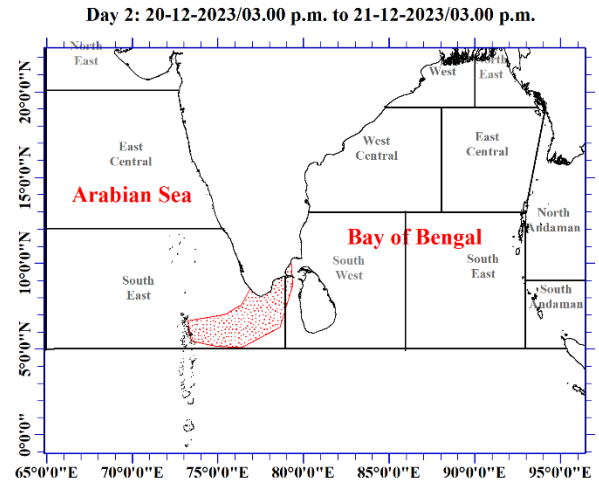 Day 2: 20-12-2023/03.00 p.m. to 21-12-2023/03.00 p.m.
North
East
West
North
East
20°0'0"N
East
Central
West
Central
East
Central
15°0'0"N
Arabian Sea
North
Andaman
Bay of Bengal
10°0'0"N
South
East
South
West
South
East
South
Andaman
5°0'0"N
0°0'0"
65°0'0"E
70°0'0"E
75°0'0"E
80°0'0"E
85°0'0"E
90°0'0"E
95°0'0"E